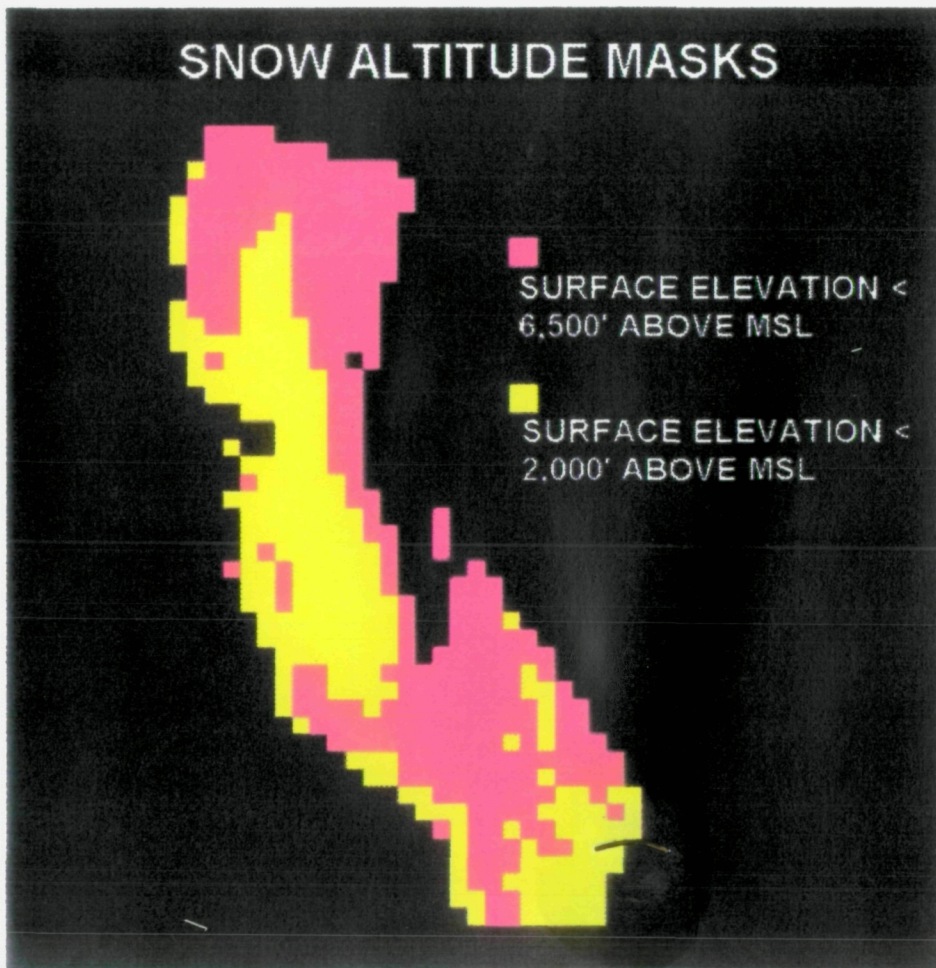 SNOW ALTITUDE MASKS
SURFACE ELEVATION <
6,500' ABOVE MSL
SURFACE ELEVATION <
2,000' ABOVE MSL